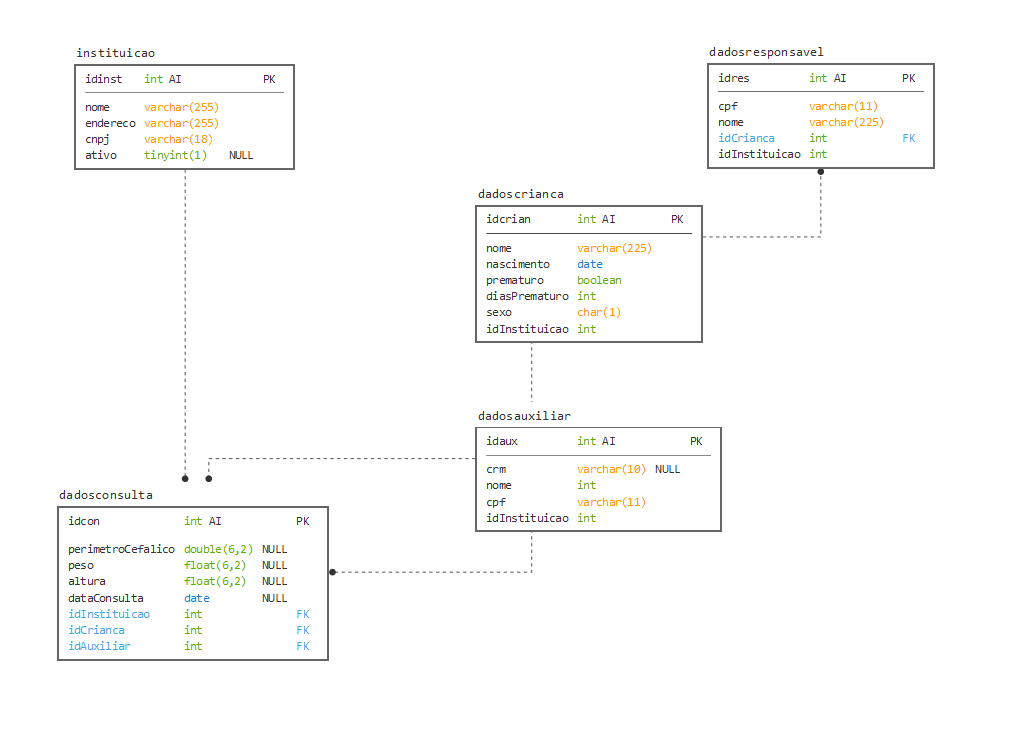 instituicao
idinst int AI PK
nome varchar(255)
endereco varchar(255)
cnpj varchar(18)
ativo tinyint(1) NULL
dadosresponsavel
idres int AI PK
cpf varchar(11)
nome varchar(225)
idCrianca int FK
idInstituicao int
dadoscrianca
idcrian int AI PK
nome varchar(225)
nascimento date
prematuro boolean
diasPrematuro int
sexo char(1)
idInstituicao int
dadosauxiliar
idaux int AI PK
crm varchar(10) NULL
nome int
cpf varchar(11)
idInstituicao int
dadosconsulta
idcon int AI PK
perimetroCefalico double(6,2) NULL
peso float(6,2) NULL
altura float(6,2) NULL
dataConsulta date NULL
idInstituicao int FK
idCrianca int FK
idAuxiliar int FK